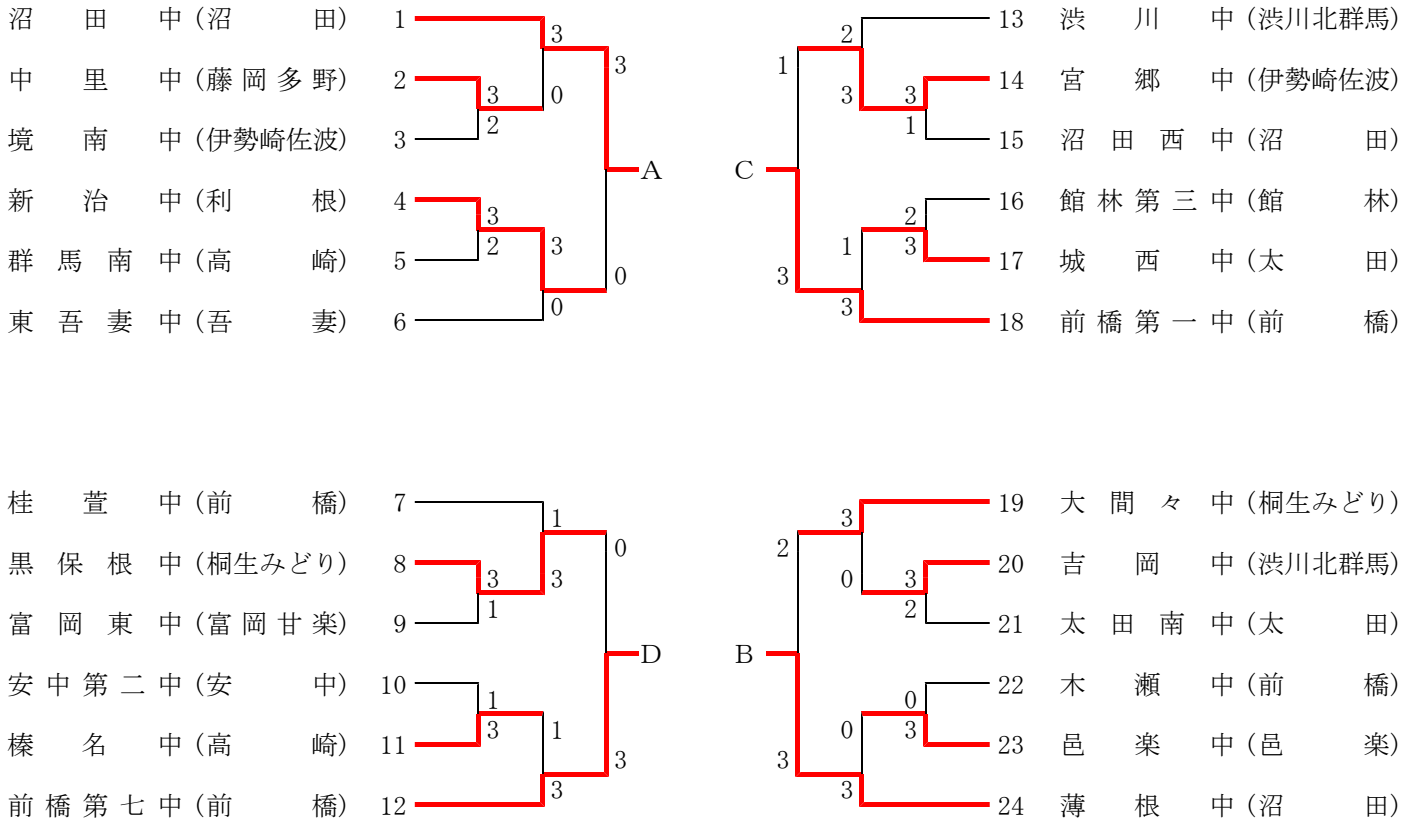 沼田中(沼田) 1
中里中(藤岡多野) 2
境南中(伊勢崎佐波) 3
新治中(利根) 4
群馬南中(高崎) 5
東吾妻中(吾妻) 6
3
3
3
0
2
A
3
2
3
0
0
13 渋川中(渋川北群馬)
14 宮郷中(伊勢崎佐波)
15 沼田西中(沼田)
16 館林第三中(館林)
17 城西中(太田)
18 前橋第一中(前橋)
2
1
3
3
1
C
2
1
3
3
3
桂萱中(前橋) 7
黒保根中(桐生みどり) 8
富岡東中(富岡甘楽) 9
安中第二中(安中) 10
榛名中(高崎) 11
前橋第七中(前橋) 12
1
0
3
3
1
D
1
3
1
3
3
19 大間々中(桐生みどり)
20 吉岡中(渋川北群馬)
21 太田南中(太田)
22 木瀬中(前橋)
23 邑楽中(邑楽)
24 薄根中(沼田)
3
2
0
3
2
B
0
0
3
3
3